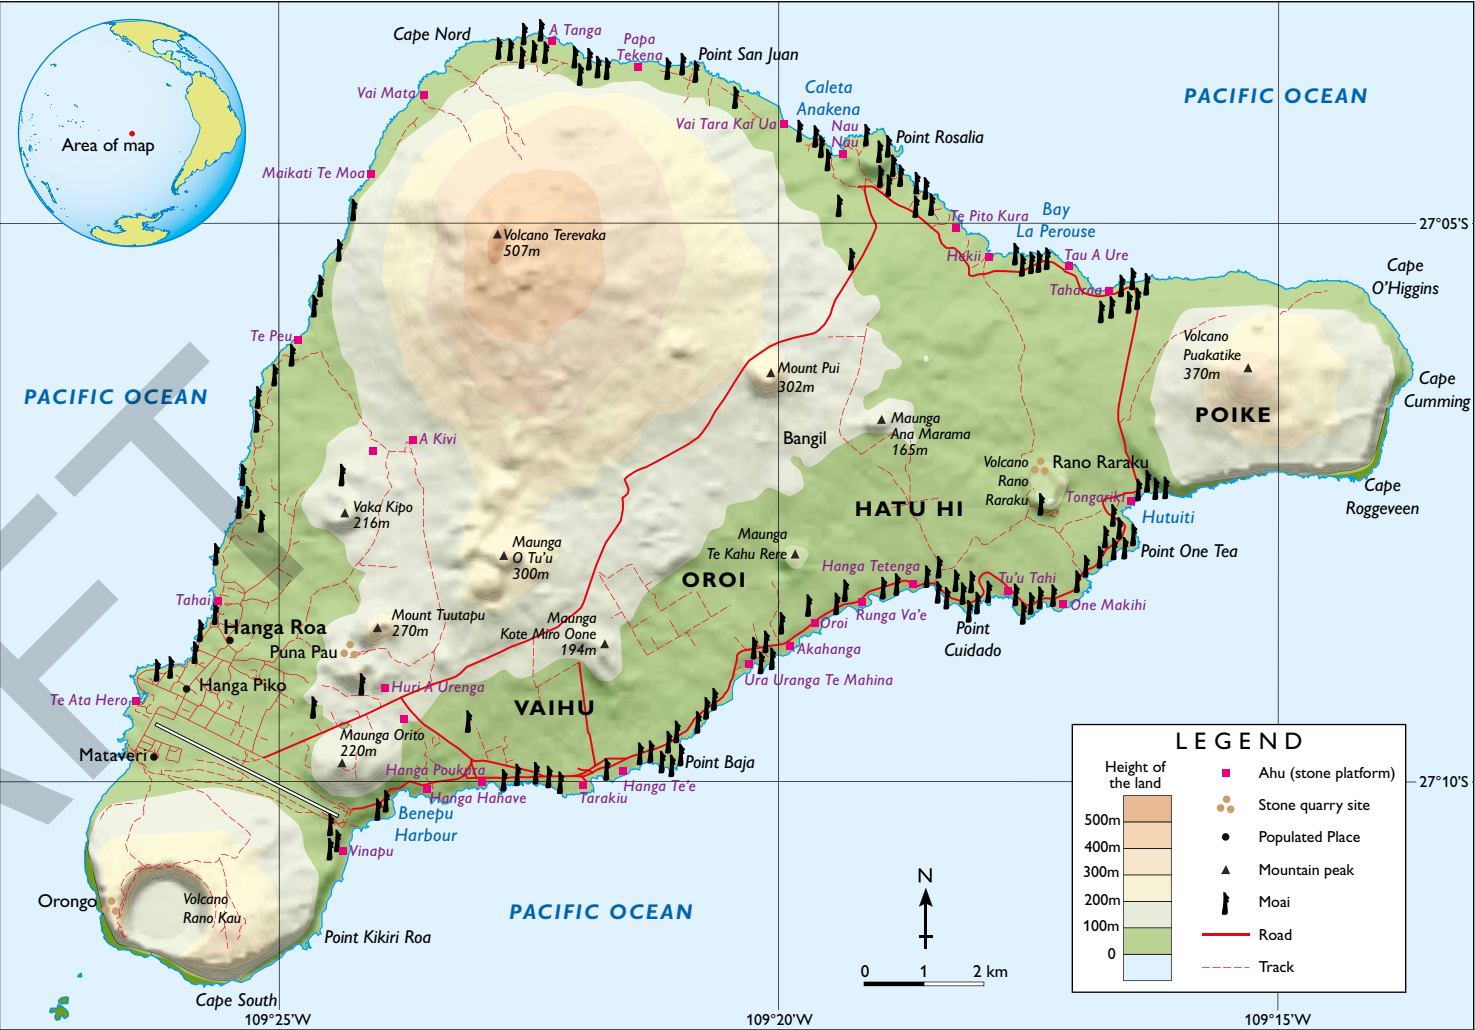 Cape Nord
A Tanga
Papa
Tekena
Point San Juan
Vai Mata
Caleta
Anakena
PACIFIC OCEAN
Vai Tara Kai Ua
Nau
Nau
Point Rosalia
Area of map
Maikati Te Moa
Te Pito Kura
Bay
La Perouse
27°05'S
Volcano Terevaka
507m
Hekii
Tau A Ure
Taharoa
Cape
O'Higgins
Te Peu
Volcano
Puakatike
370m
Mount Pui
302m
PACIFIC OCEAN
Cape
Cumming
POIKE
A Kivi
Bangil
Maunga
Ana Marama
165m
Volcano
Rano
Raraku
Rano Raraku
Tongariki
Cape
Roggeveen
Vaka Kipo
216m
HATU HI
Hutuiti
Maunga
O Tu'u
300m
Maunga
Te Kahu Rere
Point One Tea
OROI
Hanga Tetenga
Tu'u Tahi
Tahai
One Makihi
Hanga Roa
Mount Tuutapu
270m
Maunga
Kote Miro Oone
194m
Runga Va'e
Oroi
Point
Cuidado
Puna Pau
Akahanga
Hanga Piko
Huri A Urenga
Ura Uranga Te Mahina
Te Ata Hero
VAIHU
Maunga Orito
220m
Mataveri
Point Baja
Hanga Poukura
Hanga Te'e
27°10'S
Hanga Hahave
Tarakiu
Benepu
Harbour
Vinapu
Orongo
Volcano
Rano Kau
PACIFIC OCEAN
Point Kikiri Roa
Cape South
N
0 1 2 km
LEGEND
Height of
the land
500m
400m
300m
200m
100m
0
Ahu (stone platform)
Stone quarry site
Populated Place
Mountain peak
Moai
Road
Track
109°25'W
109°20'W
109°15'W